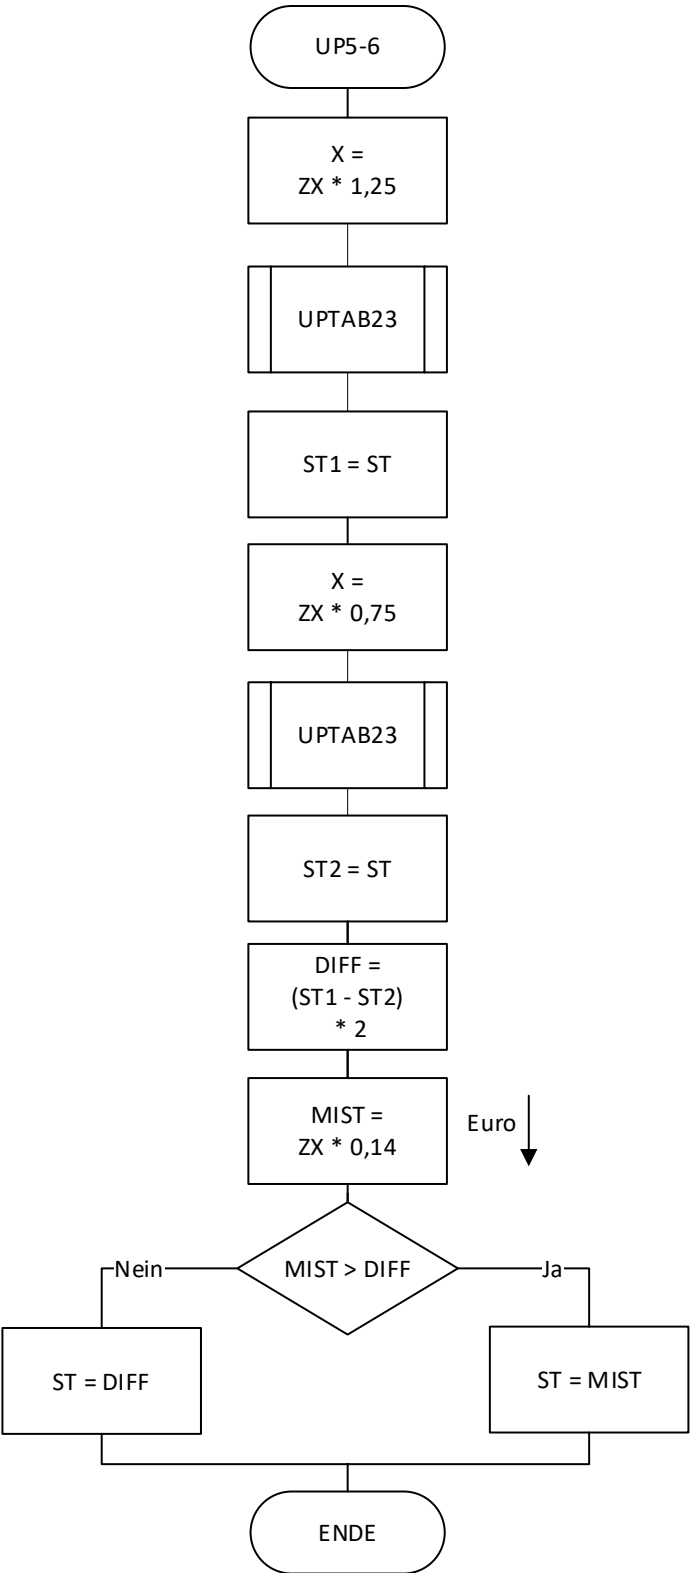 UP5-6
X =
ZX * 1,25
UPTAB23
ST1 = ST
X =
ZX * 0,75
UPTAB23
ST2 = ST
DIFF =
(ST1 - ST2)
* 2
MIST =
ZX * 0,14
Euro
MIST > DIFF
Nein
Ja
ST = DIFF
ST = MIST
ENDE